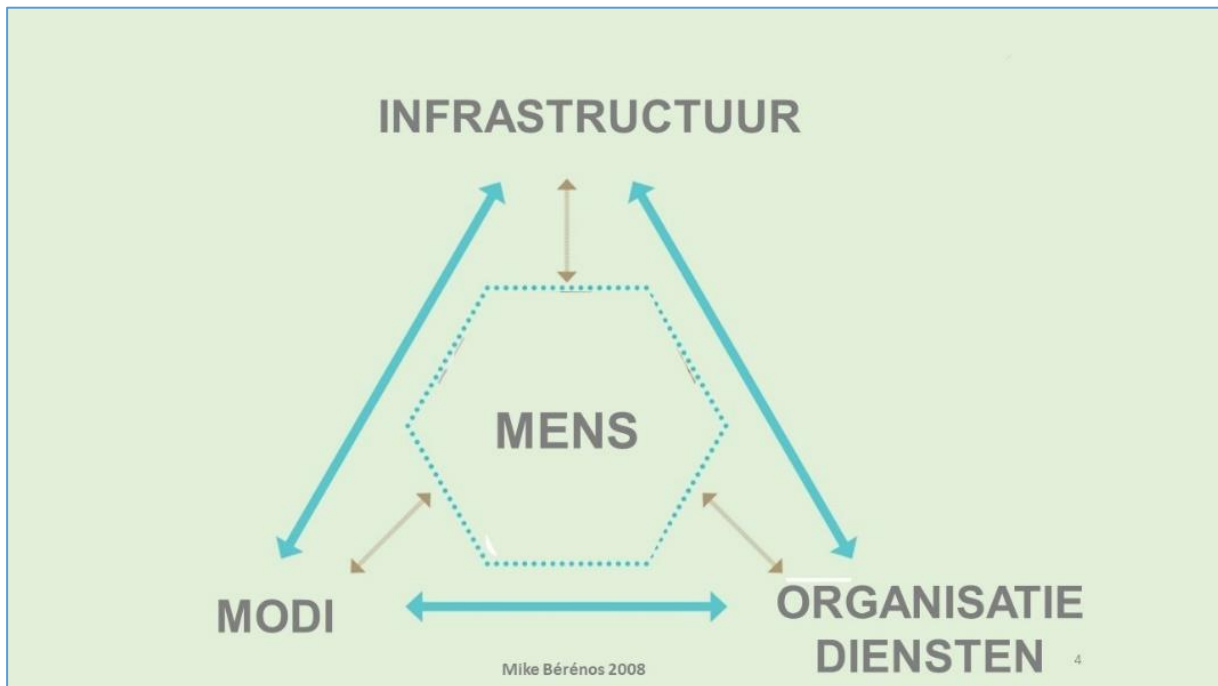 INFRASTRUCTUUR
MENS
MODI
ORGANISATIE
DIENSTEN
Mike Bérénos 2008
4